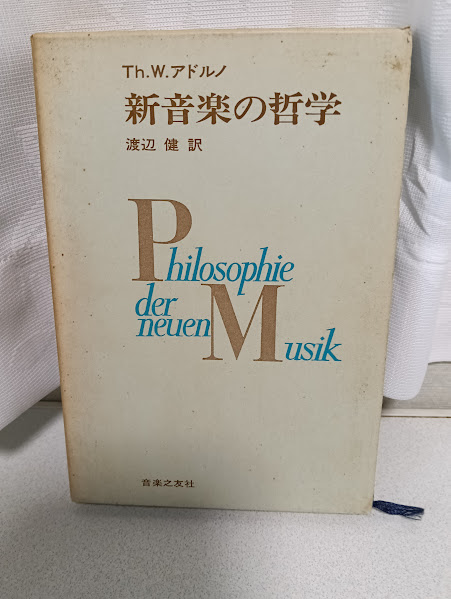 Th.W.アドルノ
新音楽の哲学
渡辺 健 訳
Philosophie
der
neuen Musik
音楽之友社